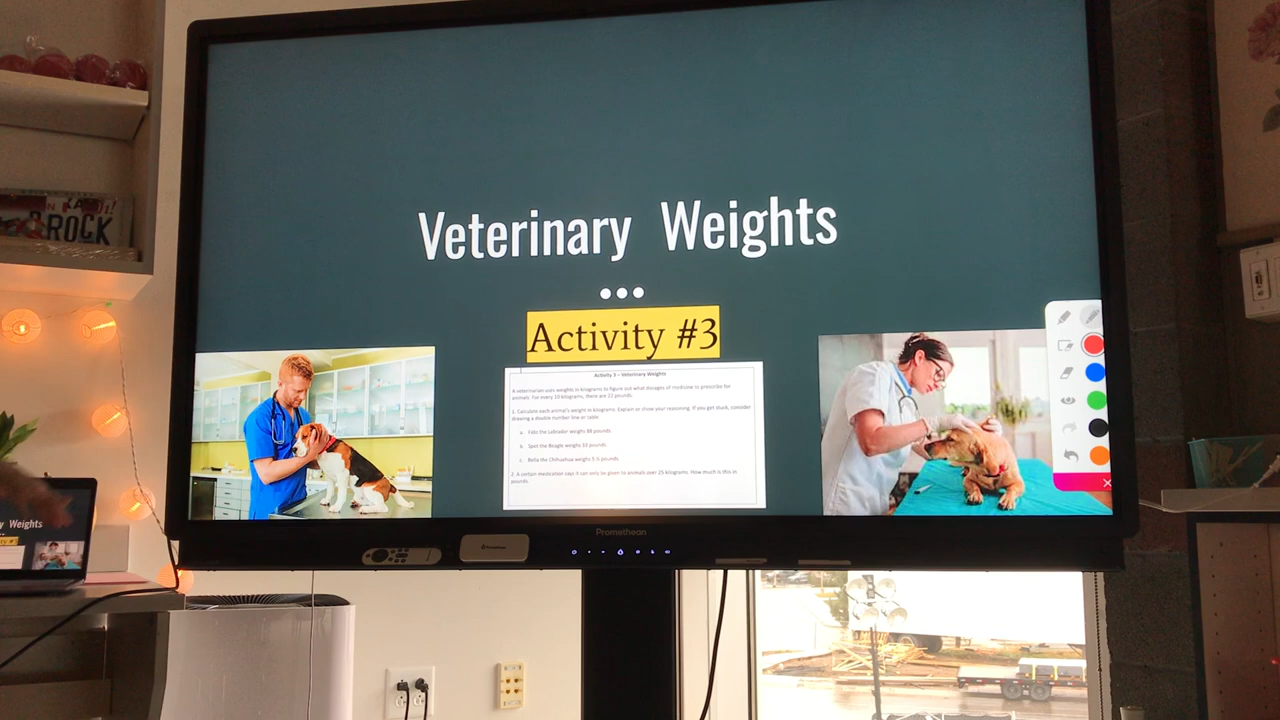 Veterinary Weights
Activity #3
Activity 3 – Veterinary Weights
A veterinarian uses weights in kilograms to figure out what dosages of medicine to prescribe for
animals. For every 10 kilograms, there are 22 pounds.
1. Calculate each animal's weight in kilograms. Explain or show your reasoning. If you get stuck, consider
drawing a double number line or table.
a. Fido the Labrador weighs 88 pounds.
b. Spot the Beagle weighs 33 pounds.
c. Bella the Chihuahua weighs 5 ½ pounds.
2. A certain medication says it can only be given to animals over 25 kilograms. How much is this in
pounds.
Promethean
ROCK
Weights